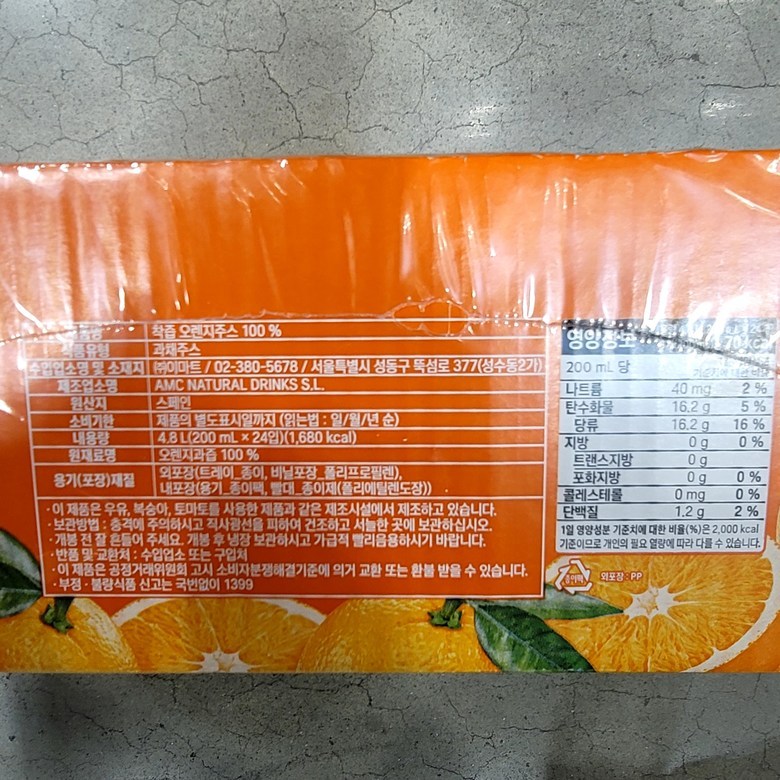 착즙 오렌지주스 100 %
식품유형 과채주스
수입업소명 및 소재지 ㈜이마트 / 02-380-5678 / 서울특별시 성동구 뚝섬로 377(성수동2가)
제조업소명 AMC NATURAL DRINKS S.L.
원산지 스페인
소비기한 제품의 별도표시일까지 (읽는법 : 일/월/년 순)
내용량 4.8 L(200 mL × 24입)(1,680 kcal)
원재료명 오렌지과즙 100 %
용기(포장)재질 외포장(트레이_종이, 비닐포장_폴리프로필렌),
내포장(용기_종이팩, 빨대_종이제(폴리에틸렌도장))
·이 제품은 우유, 복숭아, 토마토를 사용한 제품과 같은 제조시설에서 제조하고 있습니다.
·보관방법 : 충격에 주의하시고 직사광선을 피하여 건조하고 서늘한 곳에 보관하십시오.
·개봉 전 잘 흔들어 주세요. 개봉 후 냉장 보관하시고 가급적 빨리음용하시기 바랍니다.
·반품 및 교환처 : 수입업소 또는 구입처
·이 제품은 공정거래위원회 고시 소비자분쟁해결기준에 의거 교환 또는 환불 받을 수 있습니다.
·부정·불량식품 신고는 국번없이 1399
영양정보
200 mL 당
나트륨 40 mg 2 %
탄수화물 16.2 g 5 %
당류 16.2 g 16 %
지방 0 g 0 %
트랜스지방 0 g
포화지방 0 g 0 %
콜레스테롤 0 mg 0 %
단백질 1.2 g 2 %
1일 영양성분 기준치에 대한 비율(%)은 2,000 kcal
기준이므로 개인의 필요 열량에 따라 다를 수 있습니다.
종이팩 외포장 : PP